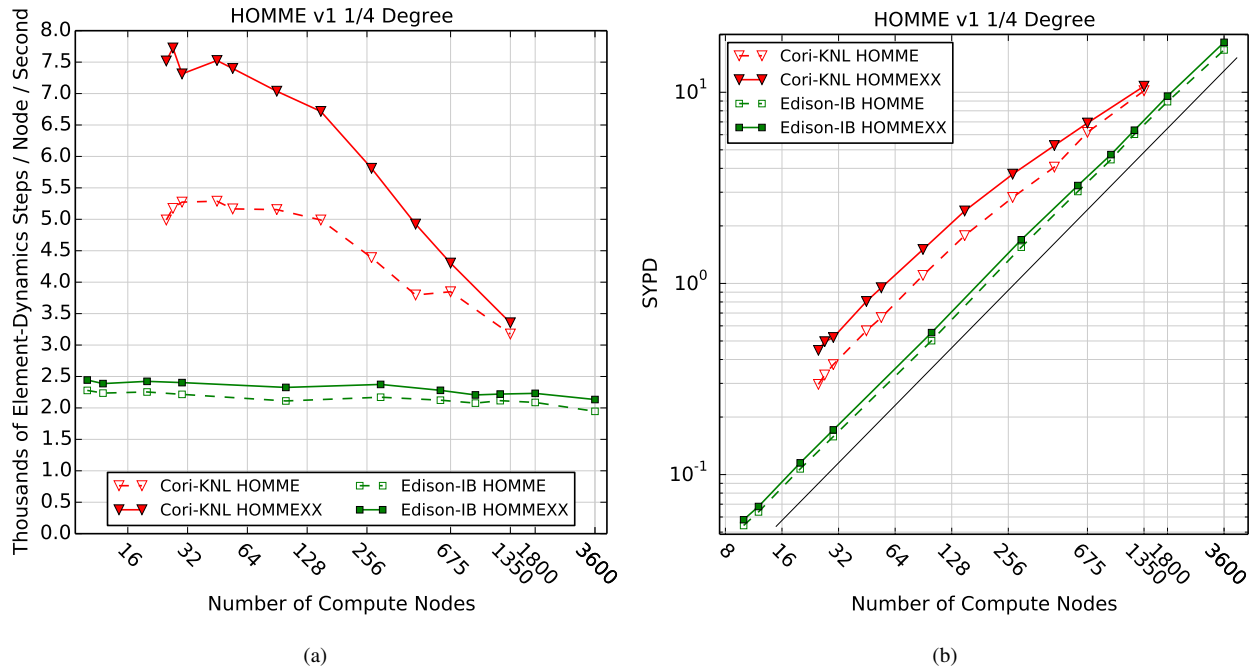 HOMME v1 1/4 Degree
Thousands of Element-Dynamics Steps / Node / Second
8.0
7.5
7.0
6.5
6.0
5.5
5.0
4.5
4.0
3.5
3.0
2.5
2.0
1.5
1.0
0.5
0.0
Cori-KNL HOMME
Cori-KNL HOMMEXX
Edison-IB HOMME
Edison-IB HOMMEXX
16 32 64 128 256 675 1350 1800 3600
Number of Compute Nodes
(a)
HOMME v1 1/4 Degree
Cori-KNL HOMME
Cori-KNL HOMMEXX
Edison-IB HOMME
Edison-IB HOMMEXX
SYPD
10^1
10^0
10^-1
8 16 32 64 128 256 675 1350 1800 3600
Number of Compute Nodes
(b)